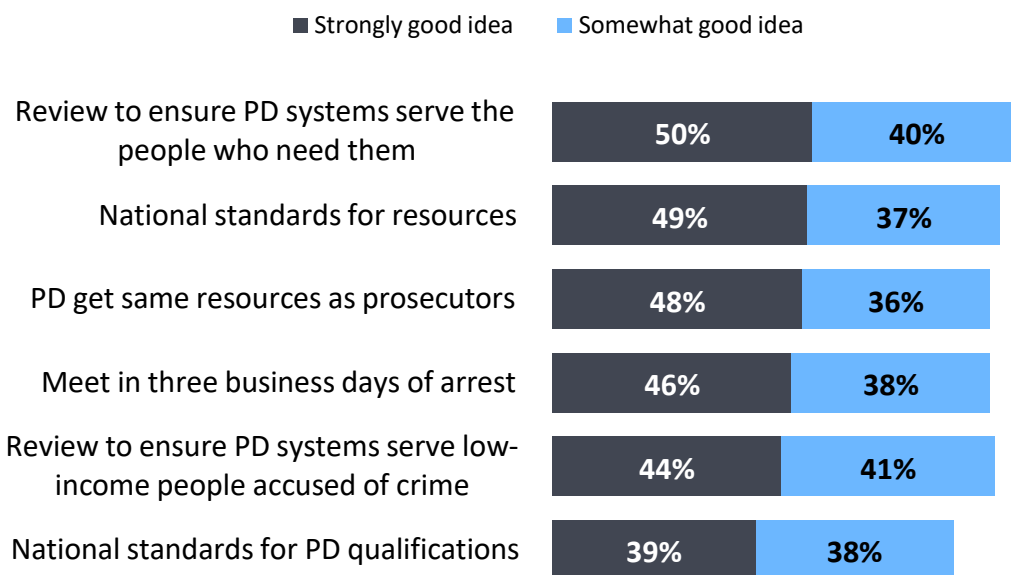 Strongly good idea Somewhat good idea
Review to ensure PD systems serve the
people who need them
50% 40%
National standards for resources 49% 37%
PD get same resources as prosecutors 48% 36%
Meet in three business days of arrest 46% 38%
Review to ensure PD systems serve low-
income people accused of crime
44% 41%
National standards for PD qualifications 39% 38%